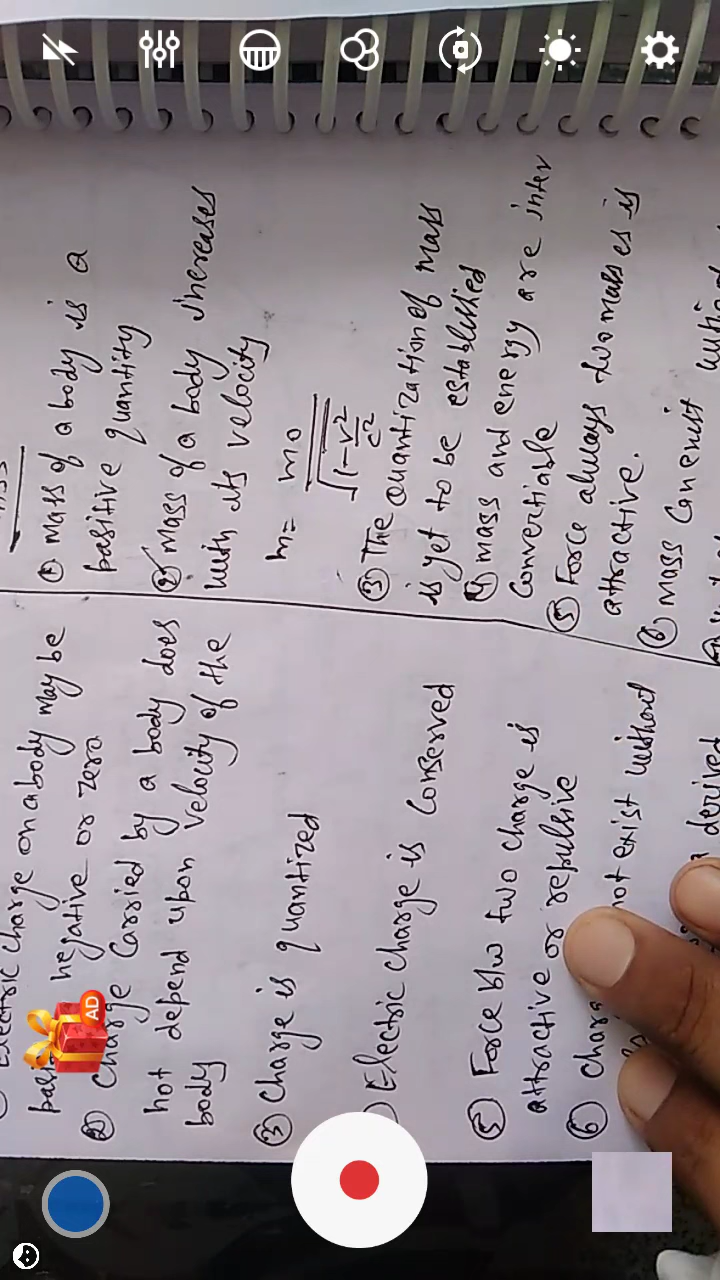 Electric charge on a body may be
negative or zero
② Charge Carried by a body does
not depend upon velocity of the
body
③ Charge is quantized
Electric charge is Conserved
⑤ Force b/w two charge is
attractive or repulsive
⑥ not exist without
derived
① Mass of a body is a
positive quantity
② Mass of a body increases
with its velocity
m = m0
√1-v²
c²
③ The quantization of mass
is yet to be established
④ mass and energy are inter
Convertiable
⑤ Force always two masses is
attractive.
⑥ Mass Can exist
AD